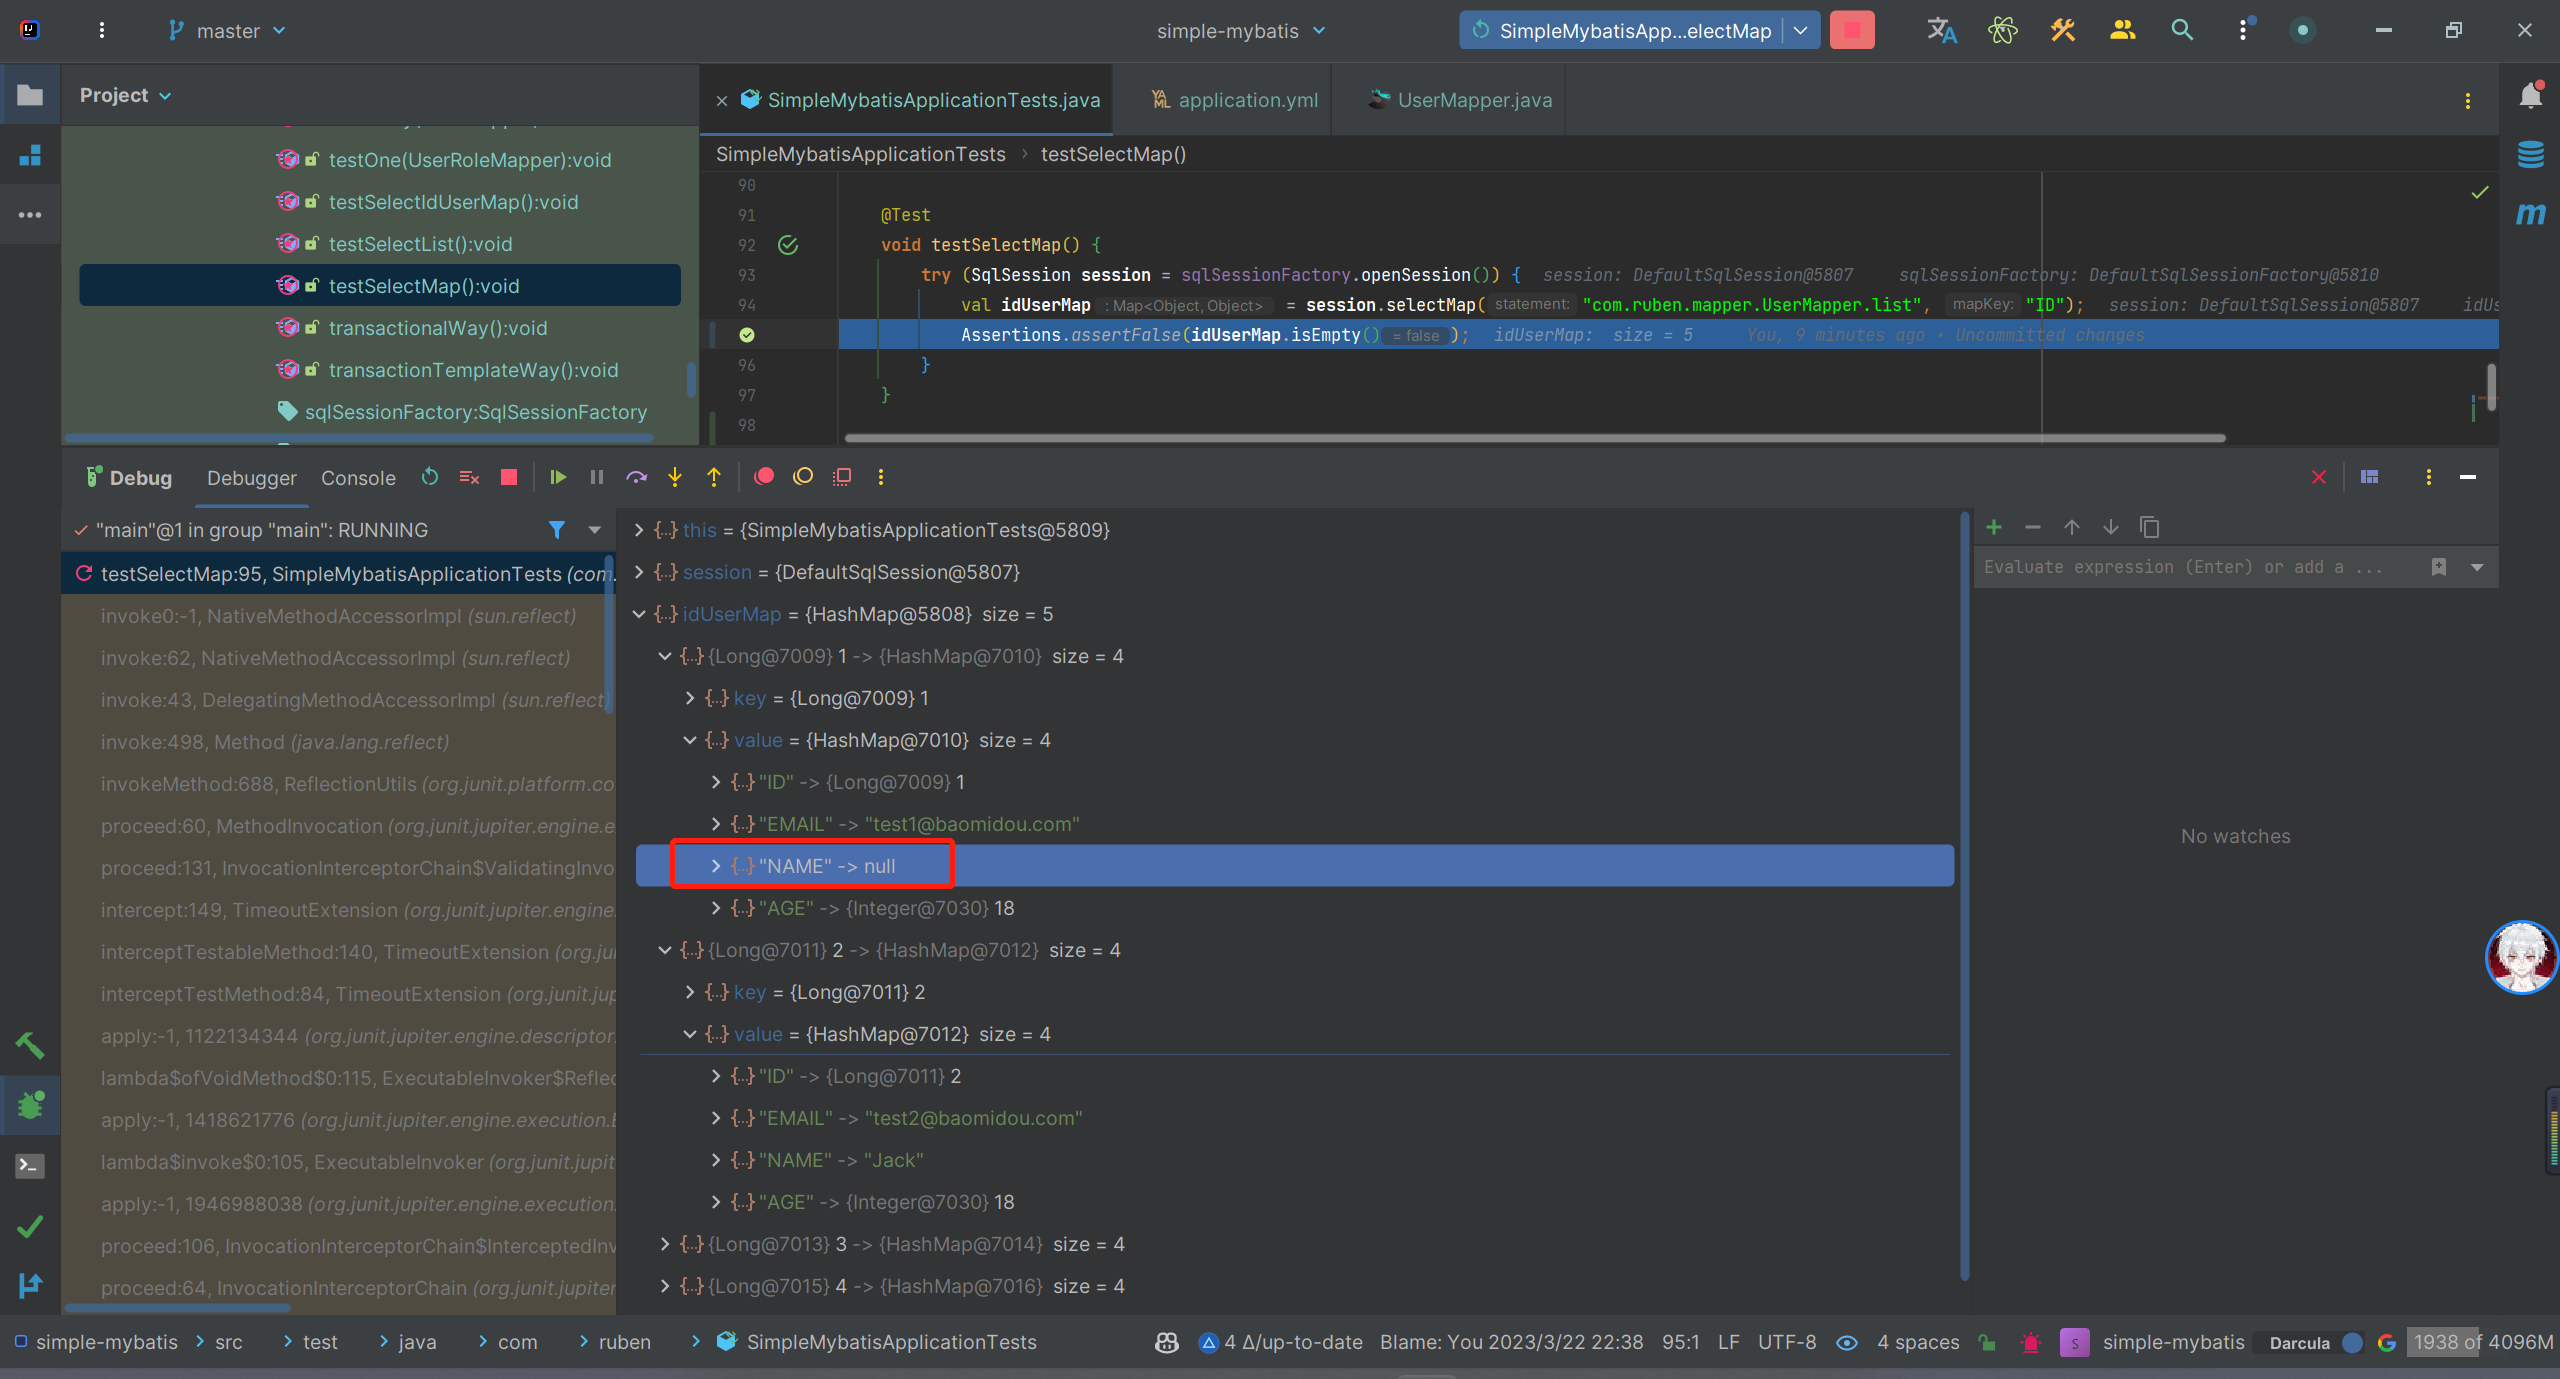 master
simple-mybatis
SimpleMybatisApp...electMap
Project
SimpleMybatisApplicationTests.java
application.yml
UserMapper.java
testOne(UserRoleMapper):void
testSelectIdUserMap():void
testSelectList():void
testSelectMap():void
transactionalWay():void
transactionTemplateWay():void
sqlSessionFactory:SqlSessionFactory
SimpleMybatisApplicationTests › testSelectMap()
90
91 @Test
92 void testSelectMap() {
93 try (SqlSession session = sqlSessionFactory.openSession()) { session: DefaultSqlSession@5807 sqlSessionFactory: DefaultSqlSessionFactory@5810
94 val idUserMap : Map<Object,Object> = session.selectMap( statement: "com.ruben.mapper.UserMapper.list", mapKey: "ID"); session: DefaultSqlSession@5807 idUs
Assertions.assertFalse(idUserMap.isEmpty() = false ); idUserMap: size = 5 You, 9 minutes ago • Uncommitted changes
96 }
97 }
98
Debug
Debugger
Console
"main"@1 in group "main": RUNNING
testSelectMap:95, SimpleMybatisApplicationTests (com.
invoke0:-1, NativeMethodAccessorImpl (sun.reflect)
invoke:62, NativeMethodAccessorImpl (sun.reflect)
invoke:43, DelegatingMethodAccessorImpl (sun.reflect)
invoke:498, Method (java.lang.reflect)
invokeMethod:688, ReflectionUtils (org.junit.platform.co
proceed:60, MethodInvocation (org.junit.jupiter.engine.e
proceed:131, InvocationInterceptorChain$ValidatingInvo
intercept:149, TimeoutExtension (org.junit.jupiter.engine.
interceptTestableMethod:140, TimeoutExtension (org.ju
interceptTestMethod:84, TimeoutExtension (org.junit.jup
apply:-1, 1122134344 (org.junit.jupiter.engine.descriptor.
lambda$ofVoidMethod$0:115, ExecutableInvoker$Reflec
apply:-1, 1418621776 (org.junit.jupiter.engine.execution.E
lambda$invoke$0:105, ExecutableInvoker (org.junit.jupit
apply:-1, 1946988038 (org.junit.jupiter.engine.execution.
proceed:106, InvocationInterceptorChain$InterceptedInv
proceed:64, InvocationInterceptorChain (org.junit.jupiter
{..} this = {SimpleMybatisApplicationTests@5809}
{..} session = {DefaultSqlSession@5807}
{..} idUserMap = {HashMap@5808} size = 5
{..} {Long@7009} 1 -> {HashMap@7010} size = 4
{..} key = {Long@7009} 1
{..} value = {HashMap@7010} size = 4
{..} "ID" -> {Long@7009} 1
{..} "EMAIL" -> "test1@baomidou.com"
{..} "NAME" -> null
{..} "AGE" -> {Integer@7030} 18
{..} {Long@7011} 2 -> {HashMap@7012} size = 4
{..} key = {Long@7011} 2
{..} value = {HashMap@7012} size = 4
{..} "ID" -> {Long@7011} 2
{..} "EMAIL" -> "test2@baomidou.com"
{..} "NAME" -> "Jack"
{..} "AGE" -> {Integer@7030} 18
{..} {Long@7013} 3 -> {HashMap@7014} size = 4
{..} {Long@7015} 4 -> {HashMap@7016} size = 4
Evaluate expression (Enter) or add a ...
No watches
simple-mybatis › src › test › java › com › ruben › SimpleMybatisApplicationTests
4 Δ/up-to-date
Blame: You 2023/3/22 22:38
95:1
LF
UTF-8
4 spaces
S
simple-mybatis
Darcula
1938 of 4096M